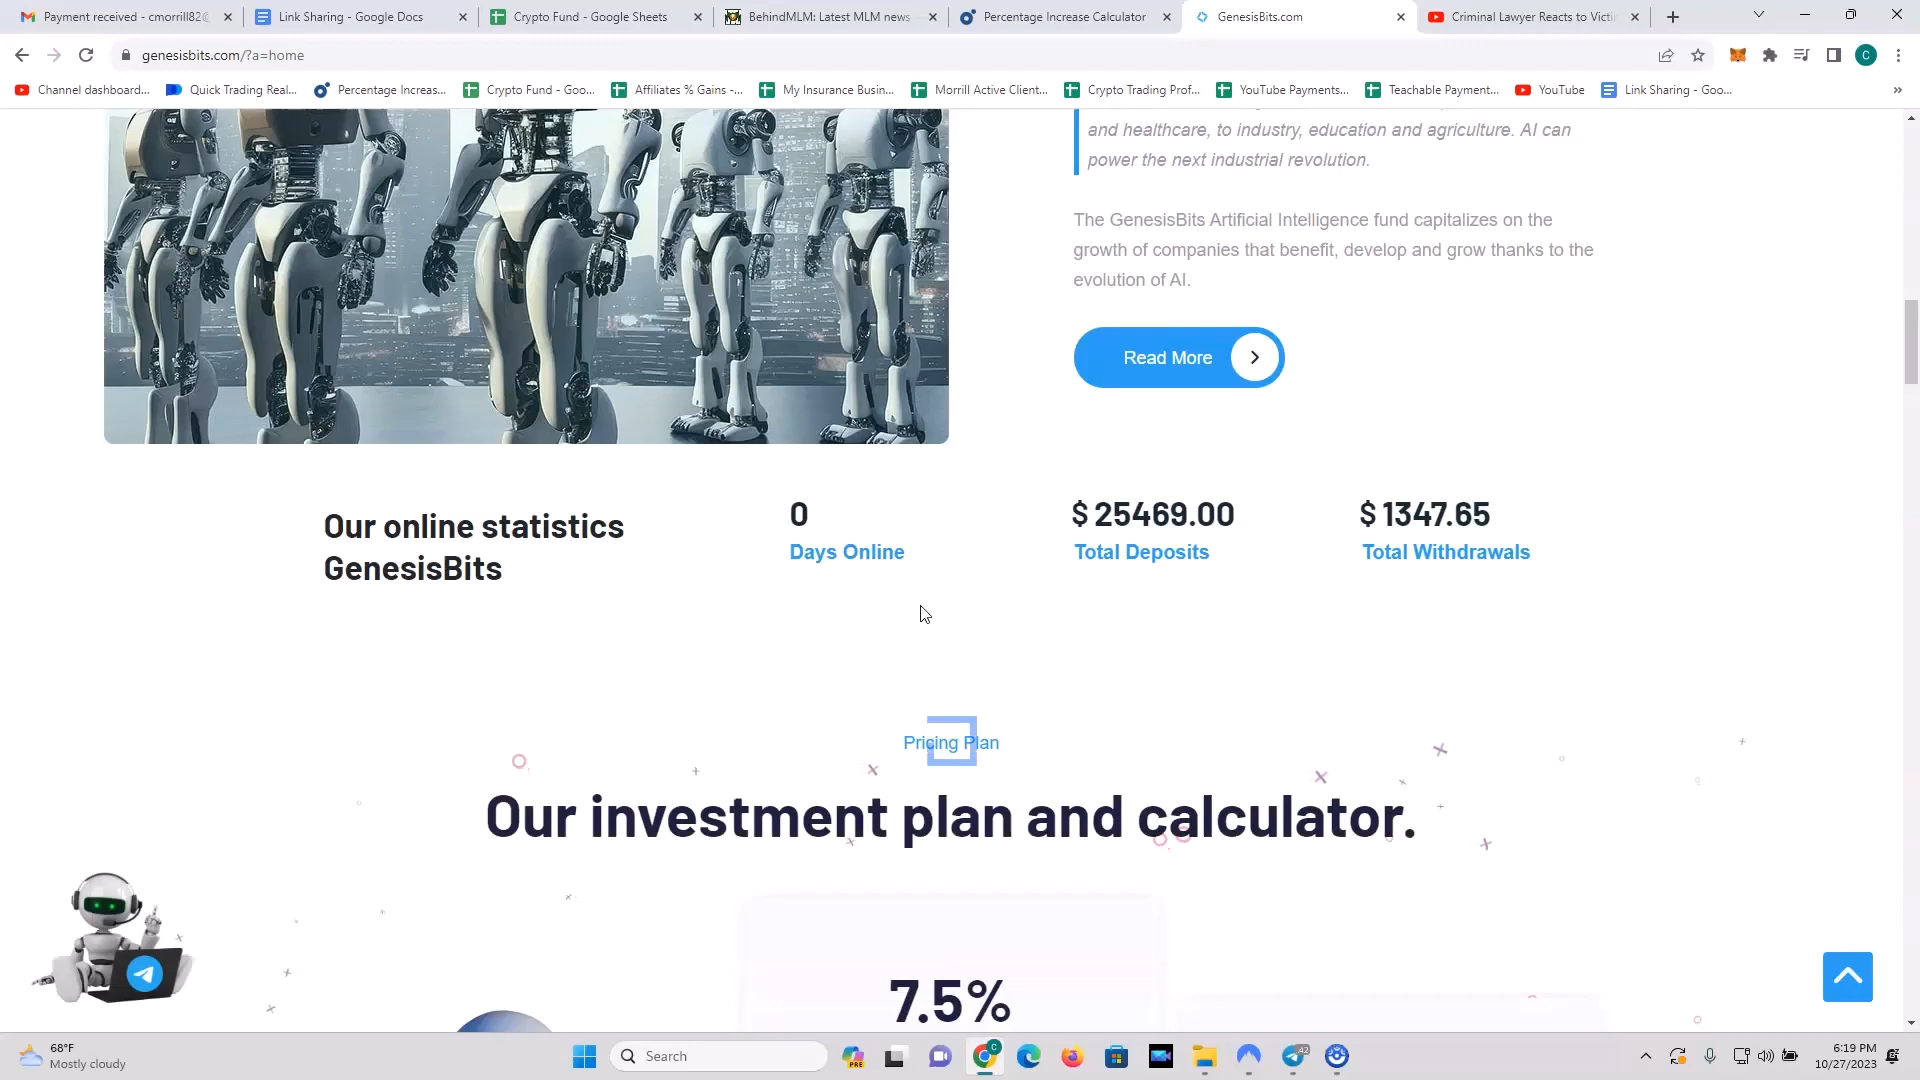 Payment received - cmorrill82@
Link Sharing - Google Docs
Crypto Fund - Google Sheets
BehindMLM: Latest MLM news
Percentage Increase Calculator
GenesisBits.com
Criminal Lawyer Reacts to Victi
genesisbits.com/?a=home
C
Channel dashboard...
Quick Trading Real...
Percentage Increas...
Crypto Fund - Goo...
Affiliates % Gains -...
My Insurance Busin...
Morrill Active Client...
Crypto Trading Prof...
YouTube Payments...
Teachable Payment...
YouTube
Link Sharing - Goo...
»
and healthcare, to industry, education and agriculture. AI can
power the next industrial revolution.
The GenesisBits Artificial Intelligence fund capitalizes on the
growth of companies that benefit, develop and grow thanks to the
evolution of AI.
Read More
Our online statistics
GenesisBits
0
Days Online
$ 25469.00
Total Deposits
$ 1347.65
Total Withdrawals
Pricing Plan
Our investment plan and calculator.
7.5%
68°F
Mostly cloudy
Search
PRE
C
42
6:19 PM
10/27/2023